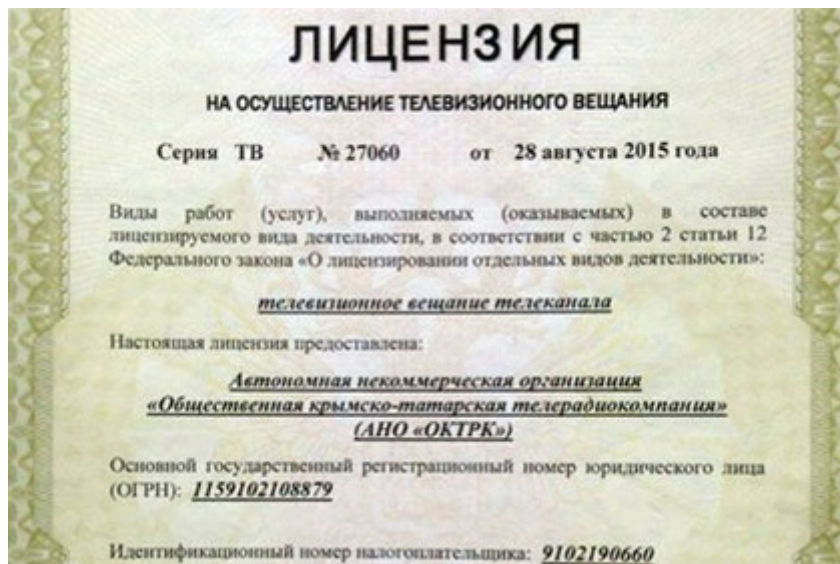 ЛИЦЕНЗИЯ
НА ОСУЩЕСТВЛЕНИЕ ТЕЛЕВИЗИОННОГО ВЕЩАНИЯ
Серия ТВ № 27060 от 28 августа 2015 года
Виды работ (услуг), выполняемых (оказываемых) в составе
лицензируемого вида деятельности, в соответствии с частью 2 статьи 12
Федерального закона «О лицензировании отдельных видов деятельности»:
телевизионное вещание телеканала
Настоящая лицензия предоставлена:
Автономная некоммерческая организация
«Общественная крымско-татарская телерадиокомпания»
(АНО «ОКТРК»)
Основной государственный регистрационный номер юридического лица
(ОГРН): 1159102108879
Идентификационный номер налогоплательщика: 9102190660